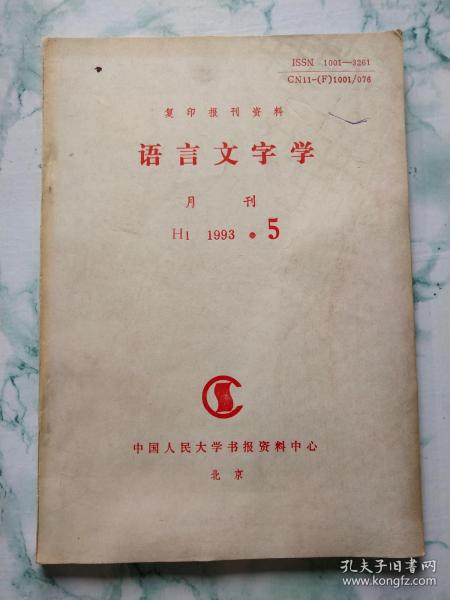 ISSN 1001—3261
CN11-(F)1001/076
复印报刊资料
语言文字学
月 刊
H1 1993 • 5
中国人民大学书报资料中心
北京
孔夫子旧书网
www.kongfz.com